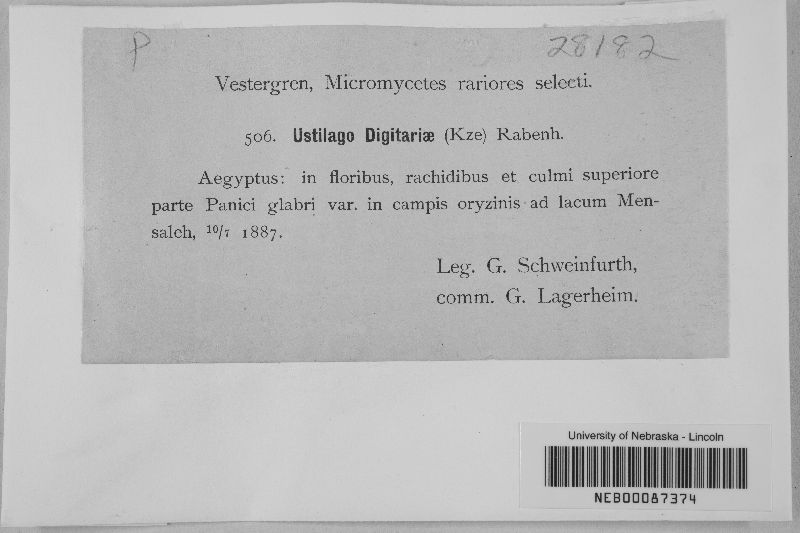 P
28182
Vestergren, Micromycetes rariores selecti.
506. Ustilago Digitariæ (Kze) Rabenh.
Aegyptus: in floribus, rachidibus et culmi superiore
parte Panici glabri var. in campis oryzinis ad lacum Men-
saleh, 10/7 1887.
Leg. G. Schweinfurth,
comm. G. Lagerheim.
University of Nebraska - Lincoln
NEB00087374